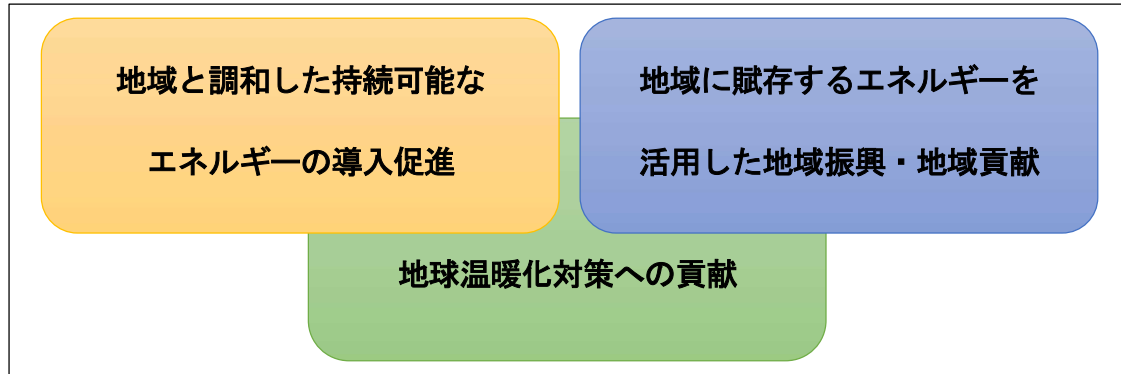 地域と調和した持続可能な
エネルギーの導入促進
地域に賦存するエネルギーを
活用した地域振興・地域貢献
地球温暖化対策への貢献